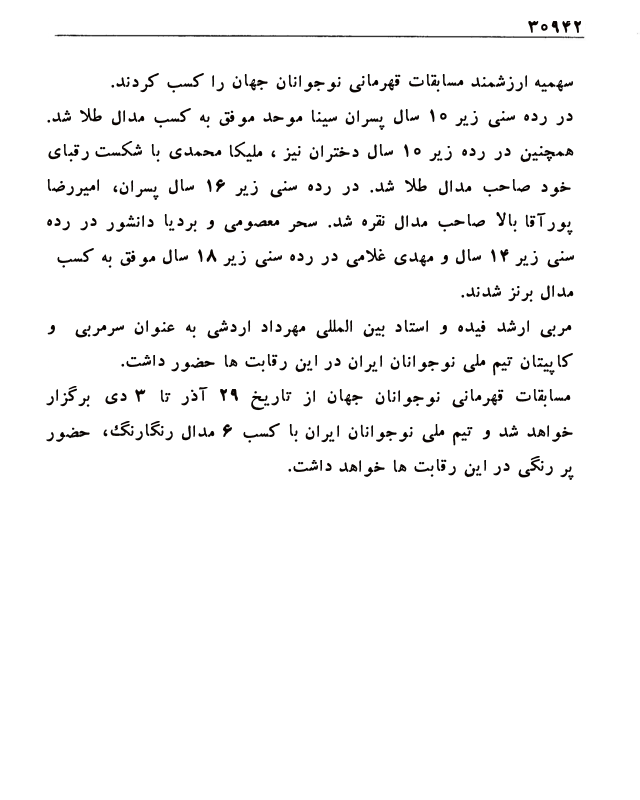 ۳۰۹۴۲
سهمیه ارزشمند مسابقات قهرمانی نوجوانان جهان را کسب کردند.
در رده سنی زیر ۱۰ سال پسران سینا موحد موفق به کسب مدال طلا شد.
همچنین در رده زیر ۱۰ سال دختران نیز ، ملیکا محمدی با شکست رقبای
خود صاحب مدال طلا شد. در رده سنی زیر ۱۶ سال پسران، امیررضا
پورآقا بالا صاحب مدال نقره شد. سحر معصومی و بردیا دانشور در رده
سنی زیر ۱۴ سال و مهدی غلامی در رده سنی زیر ۱۸ سال موفق به کسب
مدال برنز شدند.
مربی ارشد فیده و استاد بین المللی مهرداد اردشی به عنوان سرمربی و
کاپیتان تیم ملی نوجوانان ایران در این رقابت ها حضور داشت.
مسابقات قهرمانی نوجوانان جهان از تاریخ ۲۹ آذر تا ۳ دی برگزار
خواهد شد و تیم ملی نوجوانان ایران با کسب ۶ مدال رنگارنگ، حضور
پر رنگی در این رقابت ها خواهد داشت.